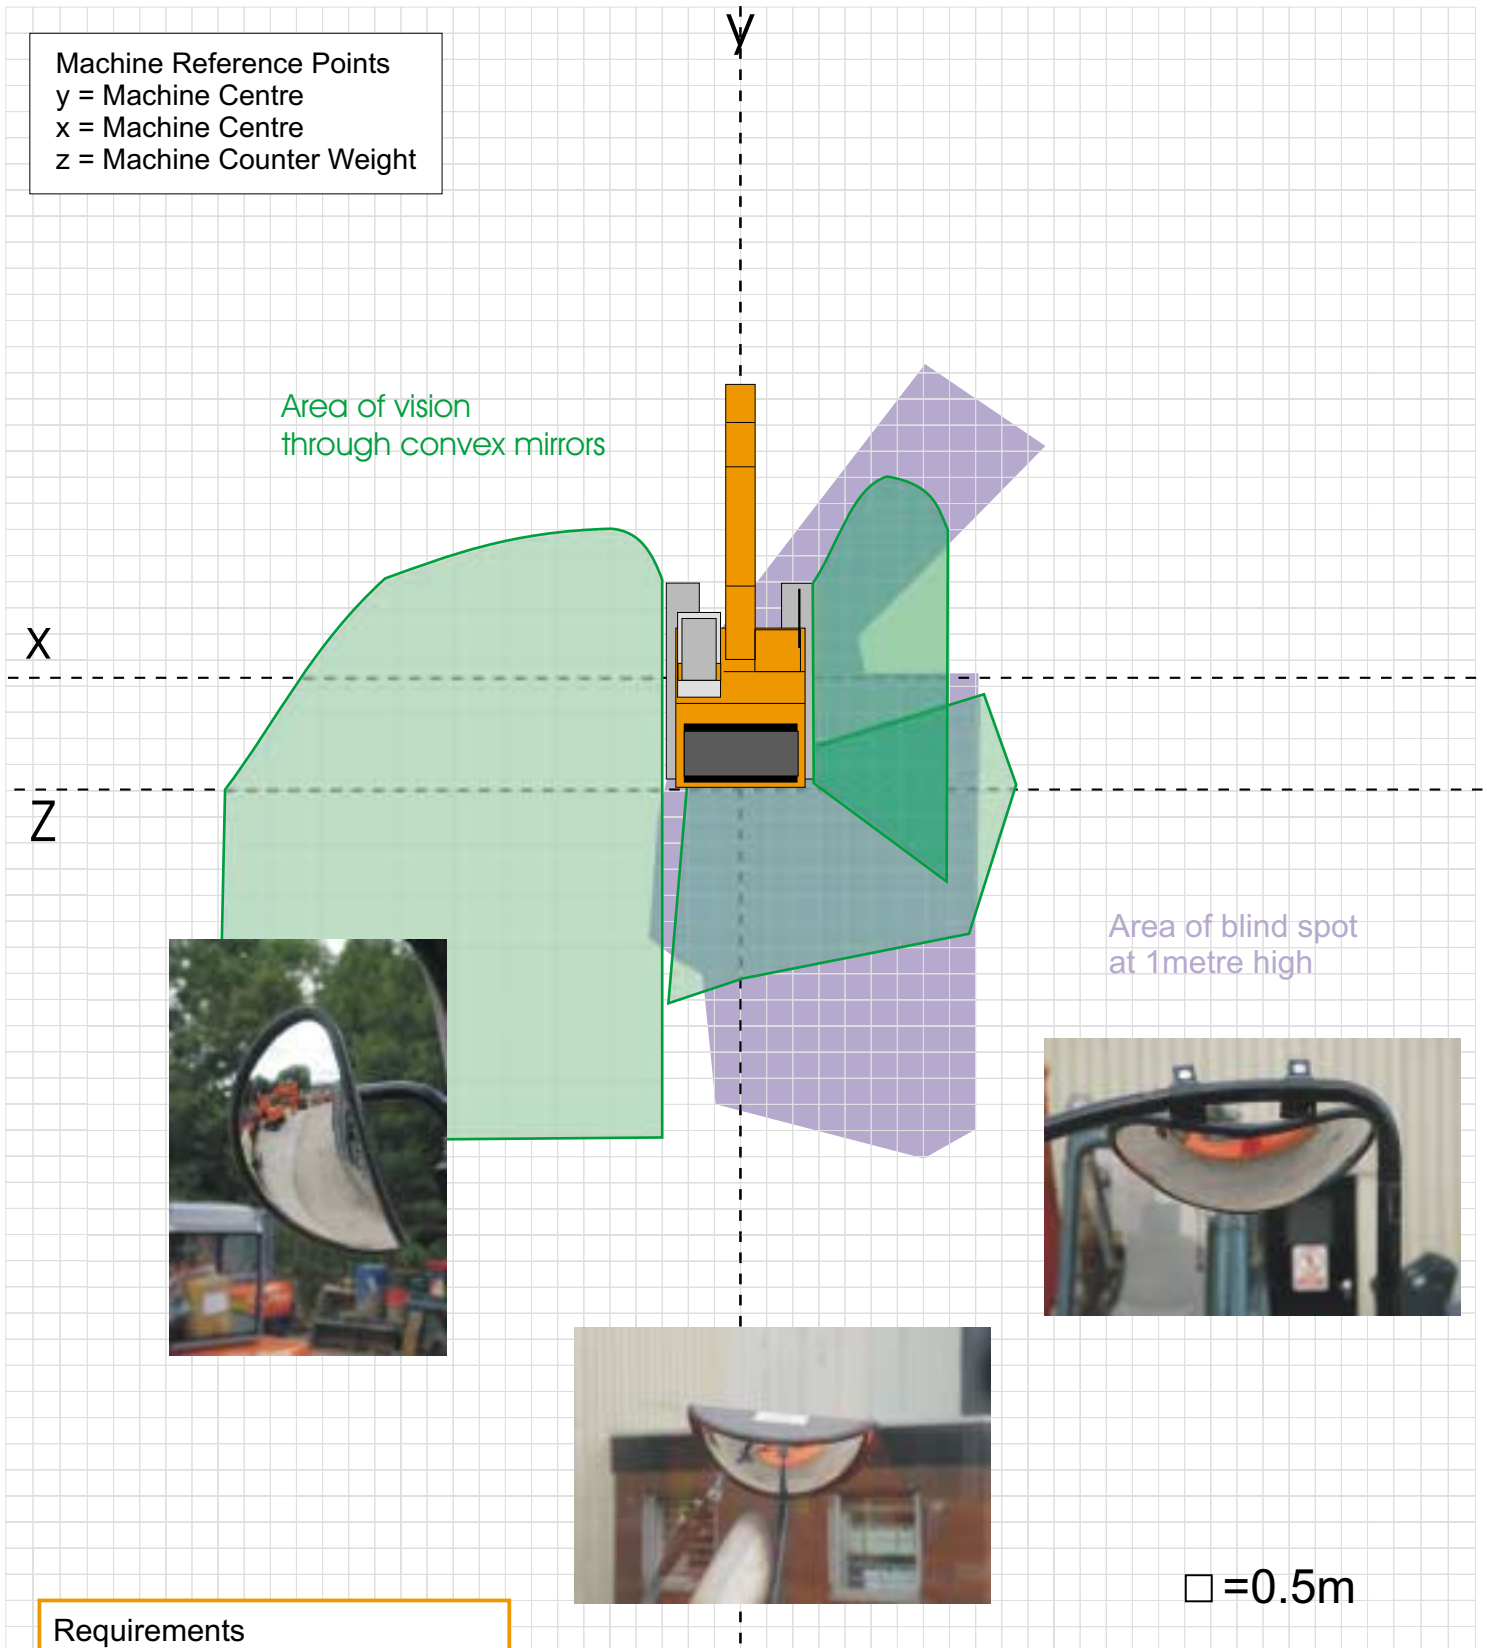 y
Machine Reference Points
y = Machine Centre
x = Machine Centre
z = Machine Counter Weight
Area of vision
through convex mirrors
X
Z
Area of blind spot
at 1metre high
□ =0.5m
Requirements